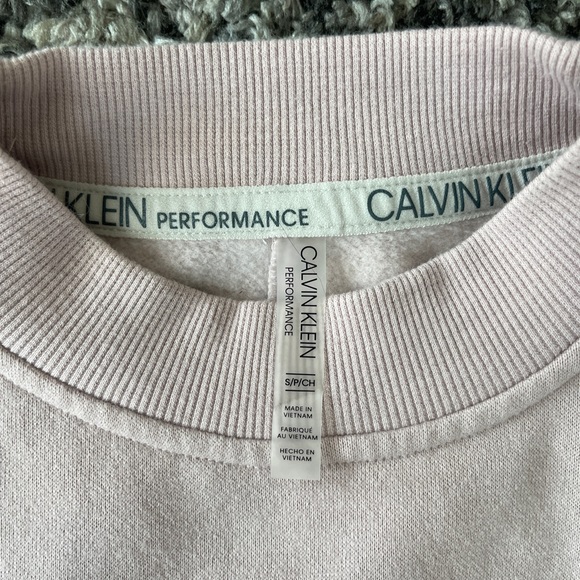 KLEIN PERFORMANCE CALVIN KLEIN
CALVIN KLEIN
PERFORMANCE
S/P/CH
MADE IN
VIETNAM
FABRIQUÉ
AU VIETNAM
HECHO EN
VIETNAM